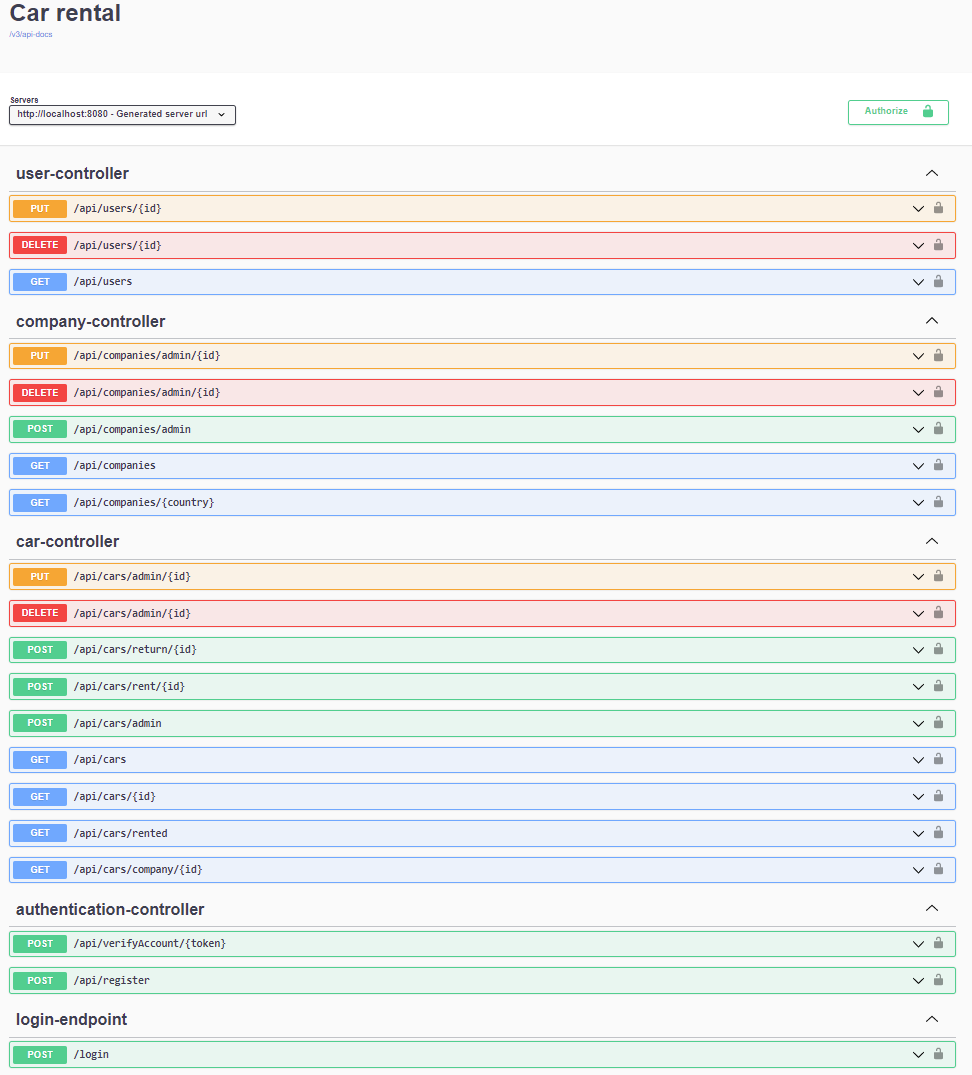 Car rental
/v3/api-docs
Servers
http://localhost:8080 - Generated server url
Authorize
user-controller
PUT /api/users/{id}
DELETE /api/users/{id}
GET /api/users
company-controller
PUT /api/companies/admin/{id}
DELETE /api/companies/admin/{id}
POST /api/companies/admin
GET /api/companies
GET /api/companies/{country}
car-controller
PUT /api/cars/admin/{id}
DELETE /api/cars/admin/{id}
POST /api/cars/return/{id}
POST /api/cars/rent/{id}
POST /api/cars/admin
GET /api/cars
GET /api/cars/{id}
GET /api/cars/rented
GET /api/cars/company/{id}
authentication-controller
POST /api/verifyAccount/{token}
POST /api/register
login-endpoint
POST /login